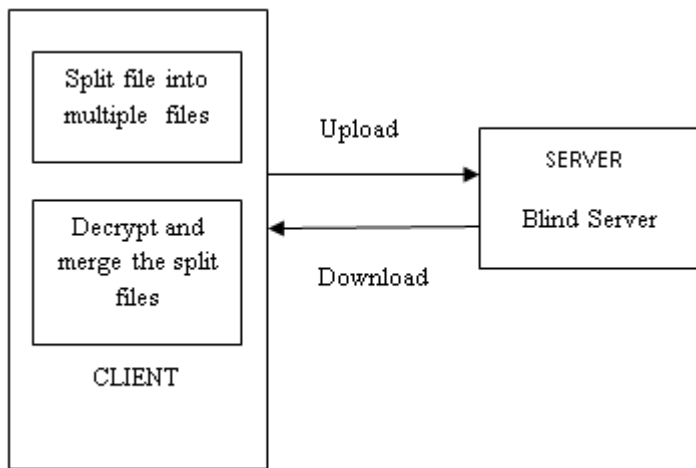 Split file into
multiple files
Decrypt and
merge the split
files
CLIENT
Upload
Download
SERVER
Blind Server